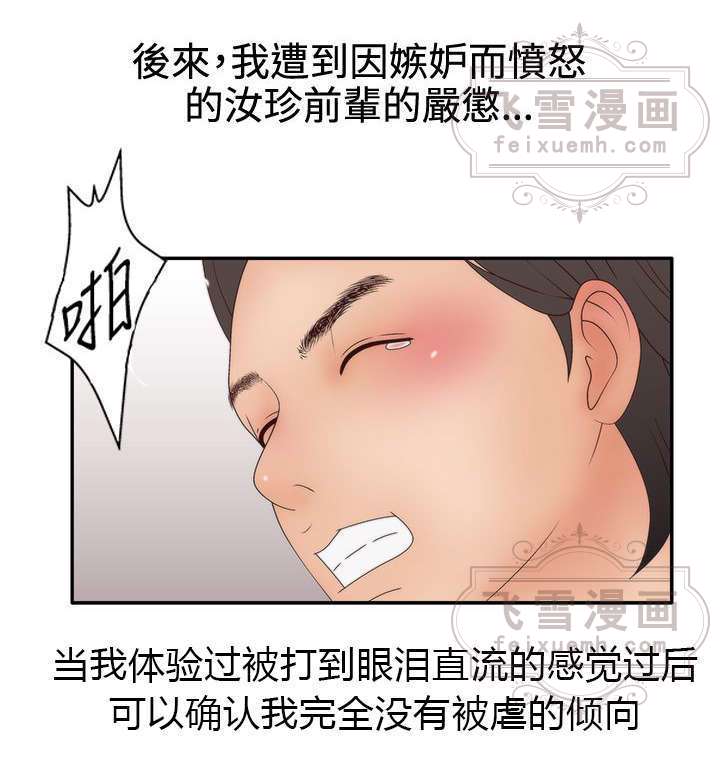 後來，我遭到因嫉妒而憤怒
的汝珍前輩的嚴懲...
飞雪漫画
feixuemh.com
啪
当我体验过被打到眼泪直流的感觉过后
可以确认我完全没有被虐的倾向
飞雪漫画
feixuemh.com